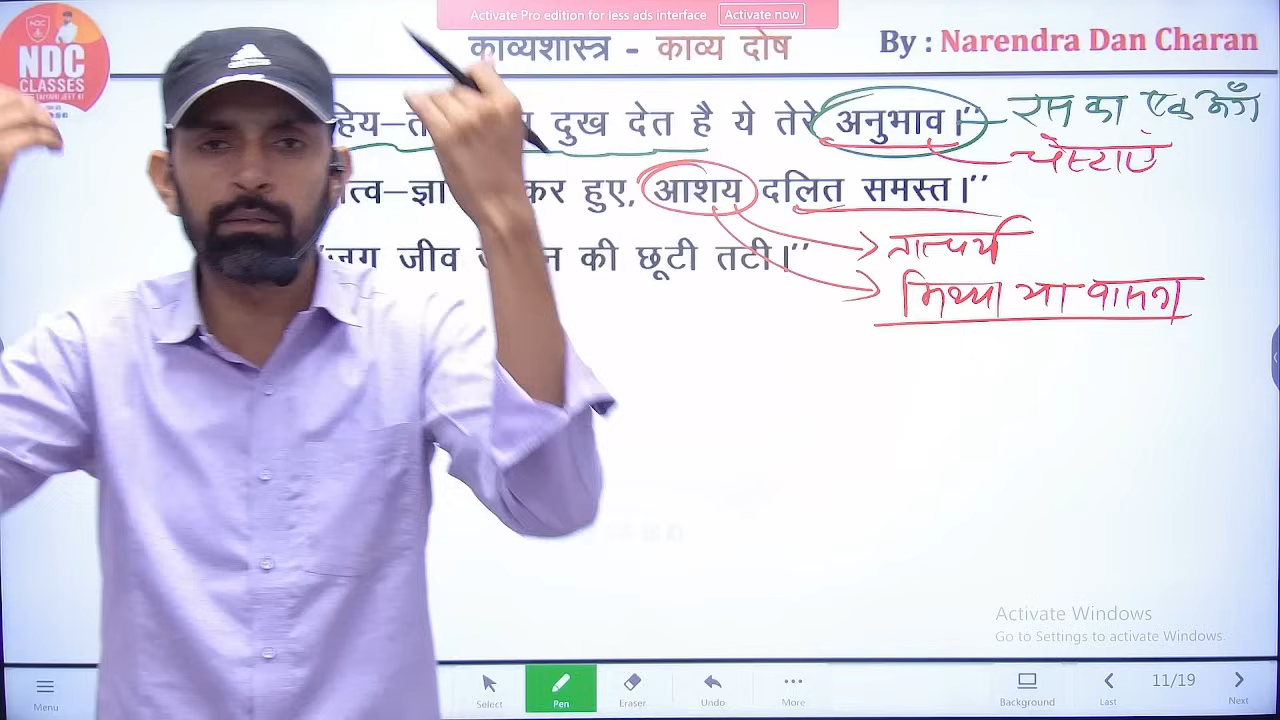 Activate Pro edition for less ads interface Activate now
काव्यशास्त्र - काव्य दोष
By : Narendra Dan Charan
NDC
CLASSES
दुख देत है ये तेरे अनुभाव।’’
रस का एक अंग
चेस्टाएं
कर हुए, आशय दलित समस्त।’’
तात्पर्य
मिथ्या या वासना
जग जीव की छूटी तटी।’’
Activate Windows
Go to Settings to activate Windows.
Menu Select Pen Eraser Undo More Background Last 11/19 Next